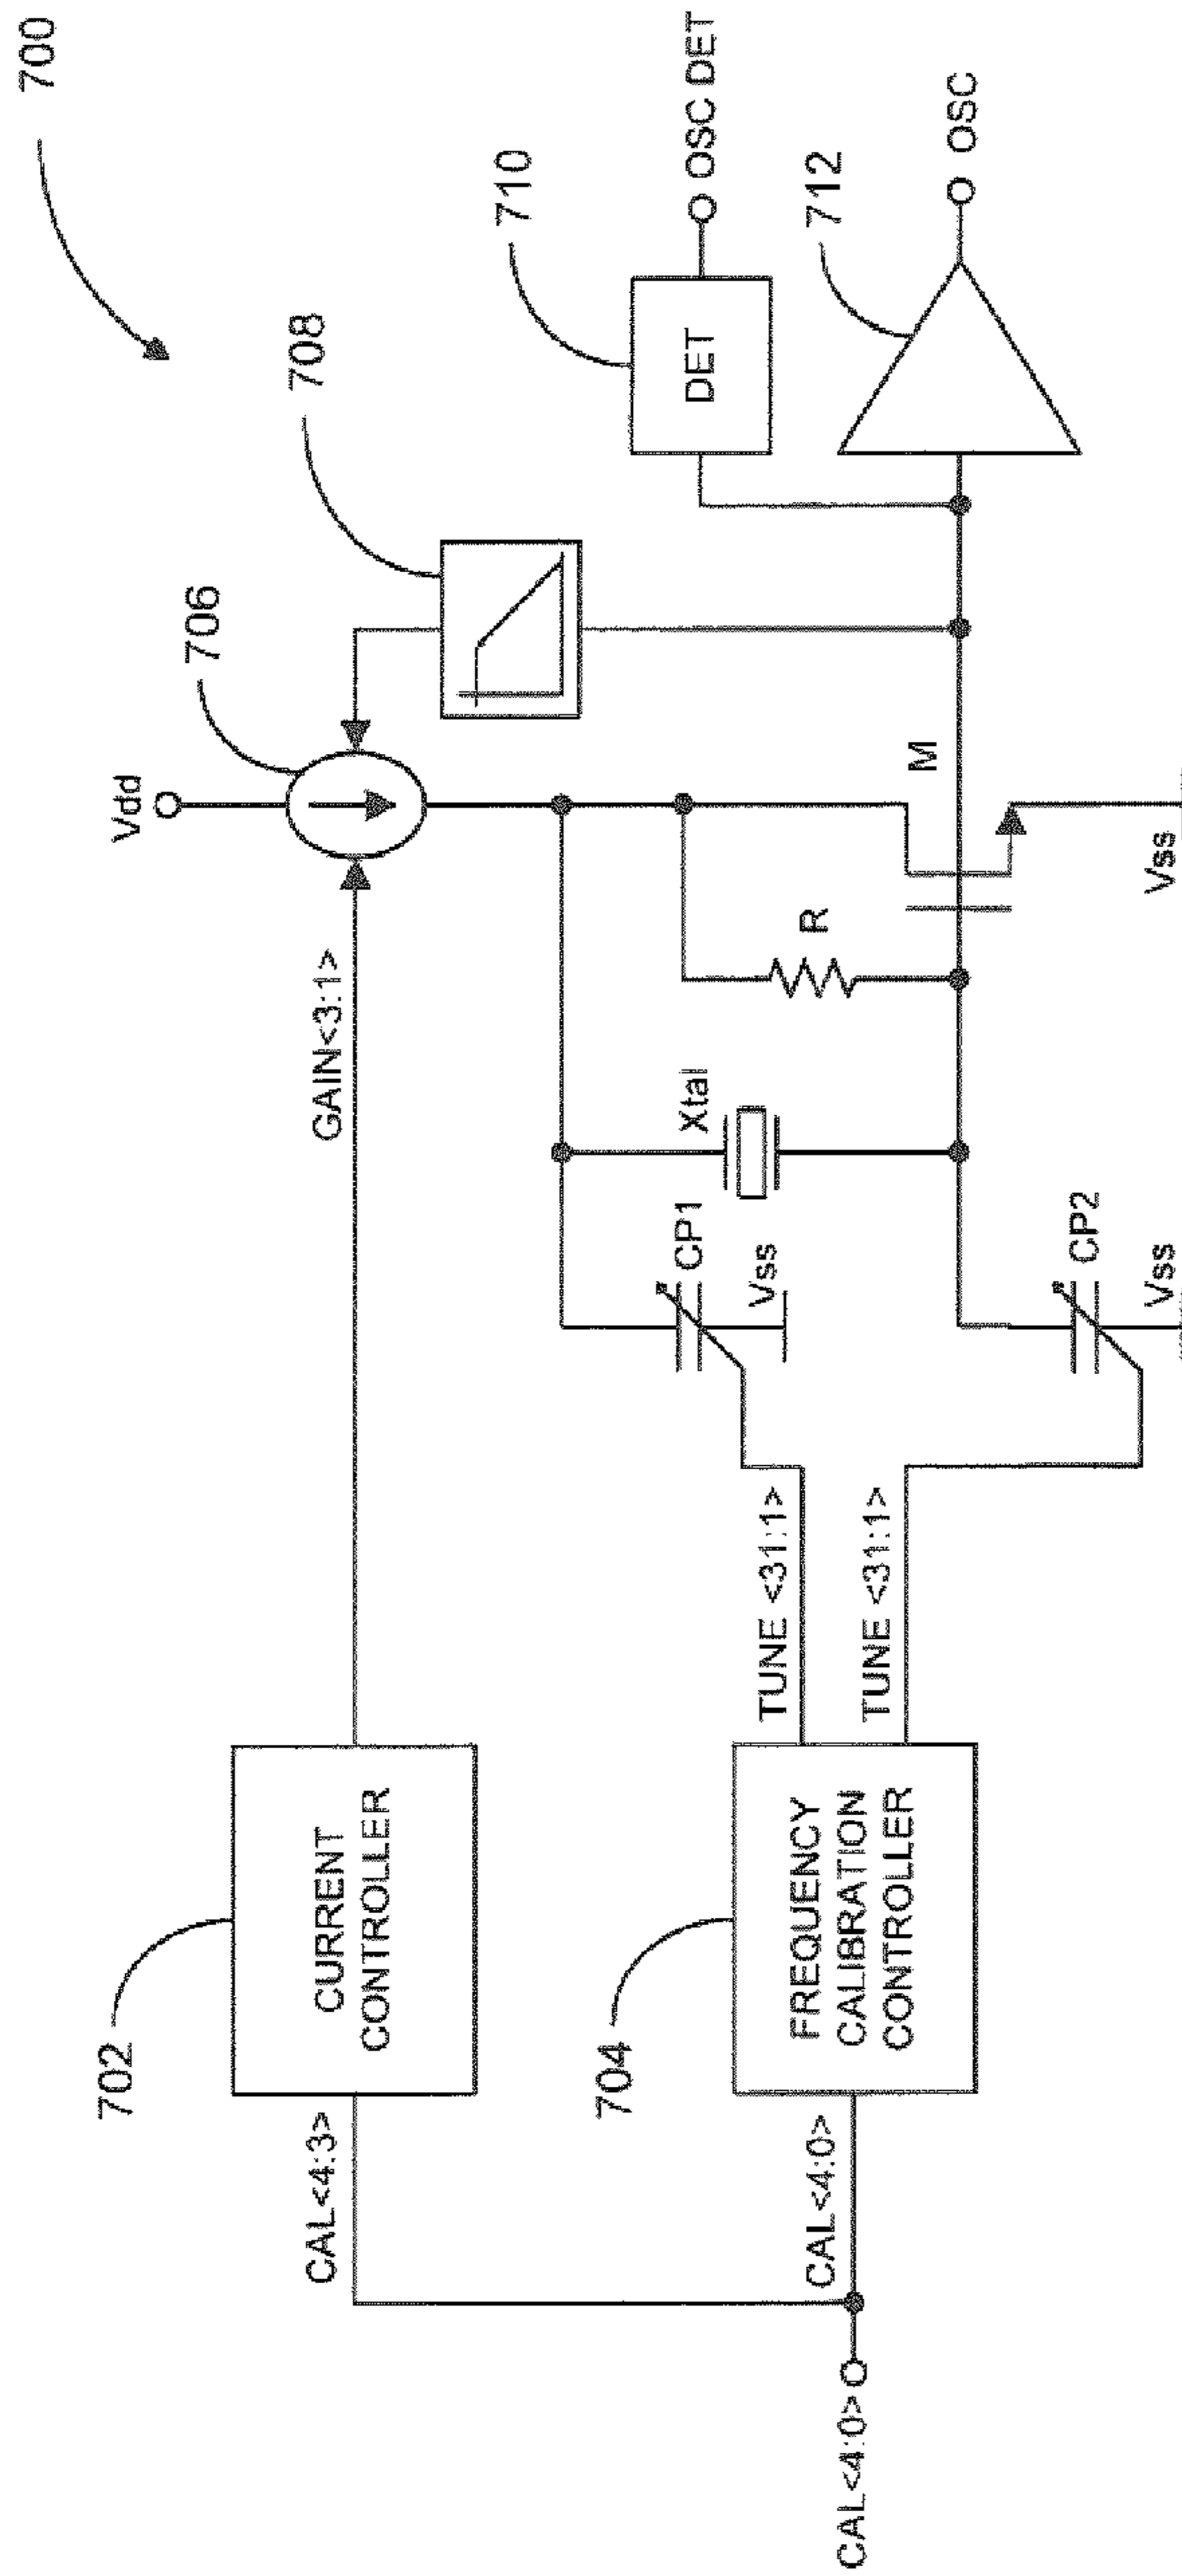 700
702
CURRENT
CONTROLLER
CAL<4:3>
GAIN<3:1>
Vdd
706
708
710
DET
OSC DET
712
OSC
704
FREQUENCY
CALIBRATION
CONTROLLER
CAL<4:0>
CAL<4:0>
TUNE <31:1>
TUNE <31:1>
CP1
Vss
Xtal
R
M
CP2
Vss
Vss